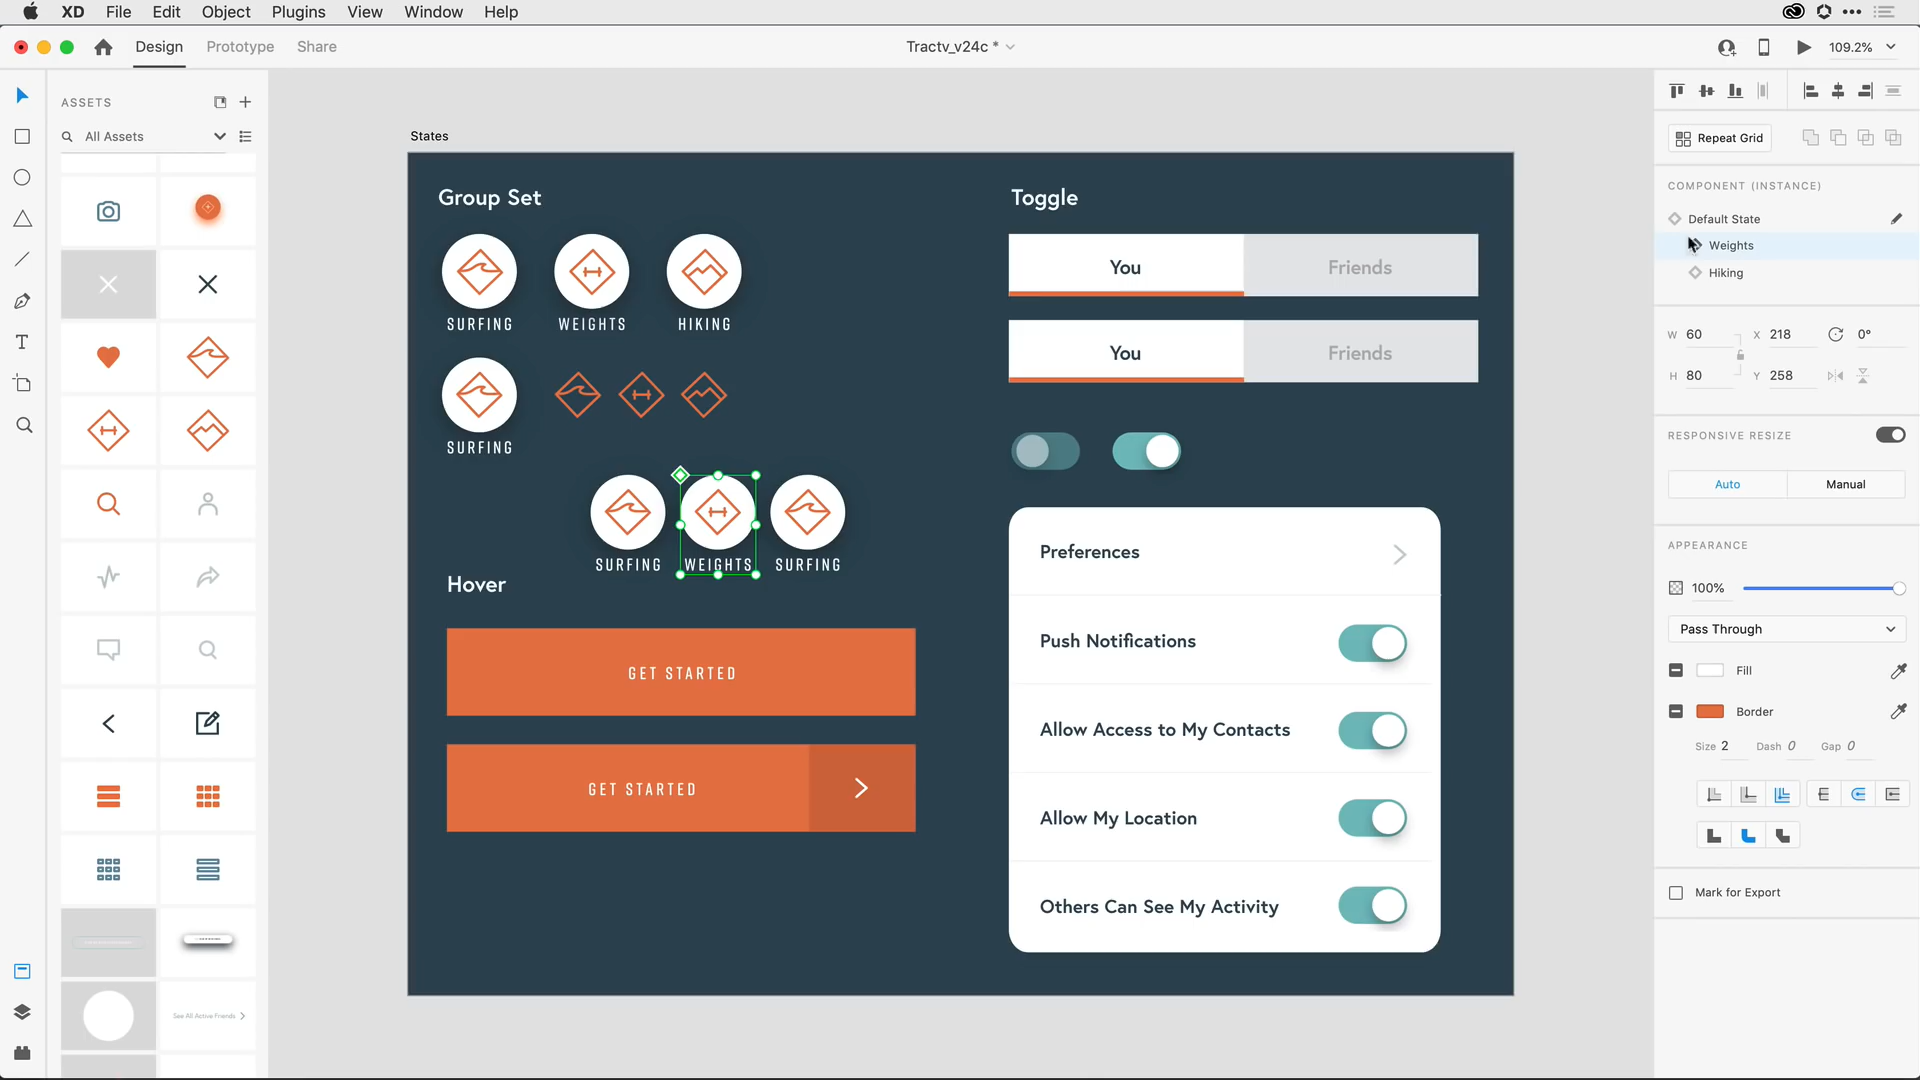 XD File Edit Object Plugins View Window Help
Design Prototype Share
Tractv_v24c *
109.2%
ASSETS
All Assets
States
Repeat Grid
COMPONENT (INSTANCE)
Default State
Weights
Hiking
W 60 X 218 0°
H 80 Y 258
RESPONSIVE RESIZE
Auto Manual
APPEARANCE
100%
Pass Through
Fill
Border
Size 2 Dash 0 Gap 0
Mark for Export
Group Set
SURFING WEIGHTS HIKING
SURFING
SURFING WEIGHTS SURFING
Hover
GET STARTED
GET STARTED
Toggle
You Friends
You Friends
Preferences
Push Notifications
Allow Access to My Contacts
Allow My Location
Others Can See My Activity
See All Active Friends